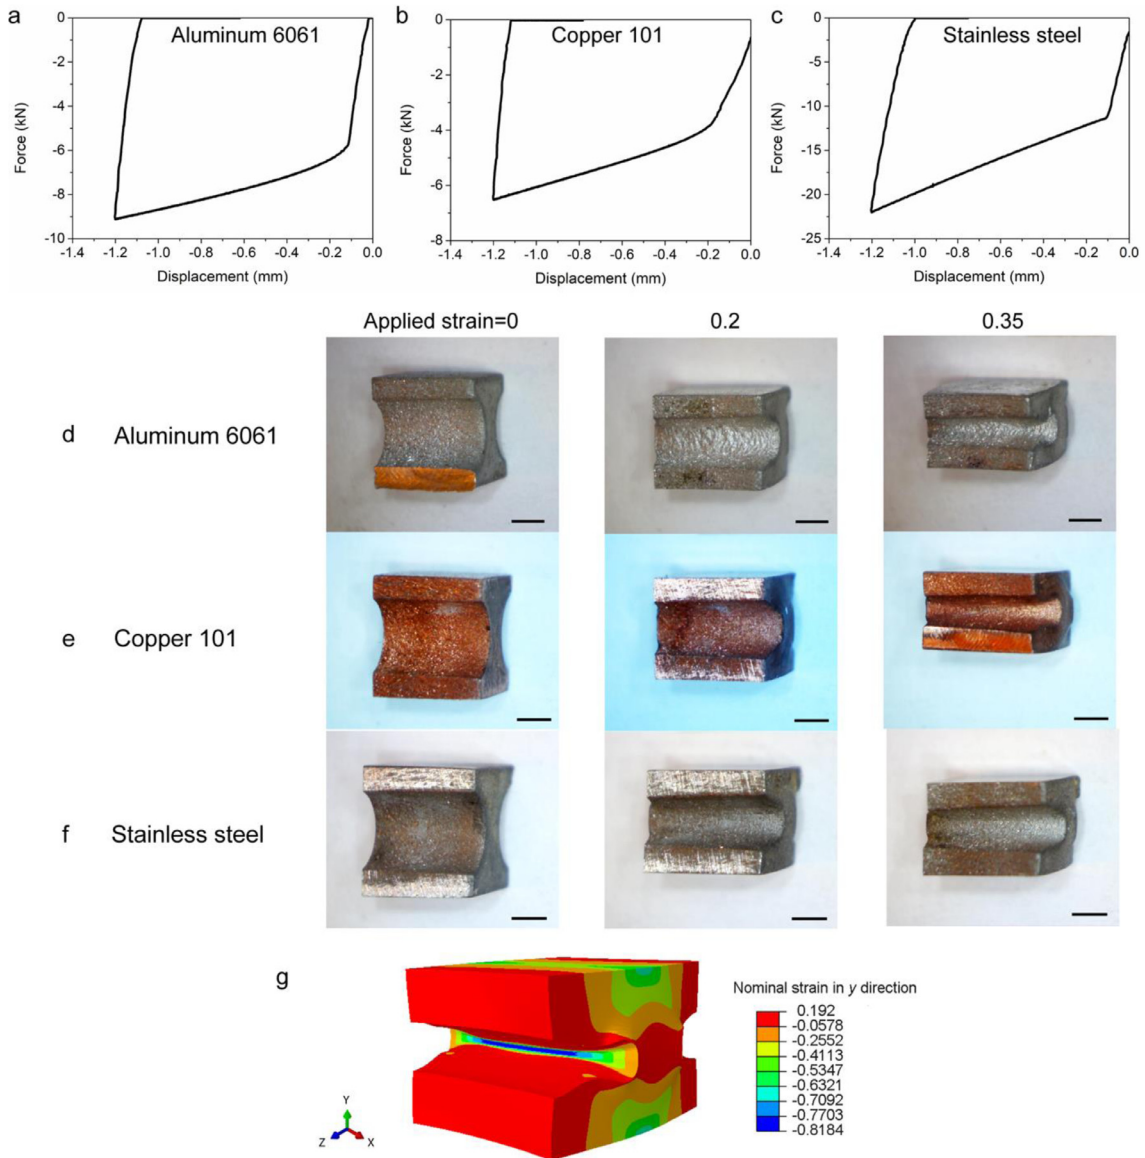 a
Aluminum 6061
0
-2
-4
-6
-8
-10
Force (kN)
-1.4 -1.2 -1.0 -0.8 -0.6 -0.4 -0.2 0.0
Displacement (mm)
b
Copper 101
0
-2
-4
-6
-8
Force (kN)
-1.4 -1.2 -1.0 -0.8 -0.6 -0.4 -0.2 0.0
Displacement (mm)
c
Stainless steel
0
-5
-10
-15
-20
-25
Force (kN)
-1.4 -1.2 -1.0 -0.8 -0.6 -0.4 -0.2 0.0
Displacement (mm)
Applied strain=0 0.2 0.35
d Aluminum 6061
e Copper 101
f Stainless steel
g
Nominal strain in y direction
0.192
-0.0578
-0.2552
-0.4113
-0.5347
-0.6321
-0.7092
-0.7703
-0.8184
Y
Z
X